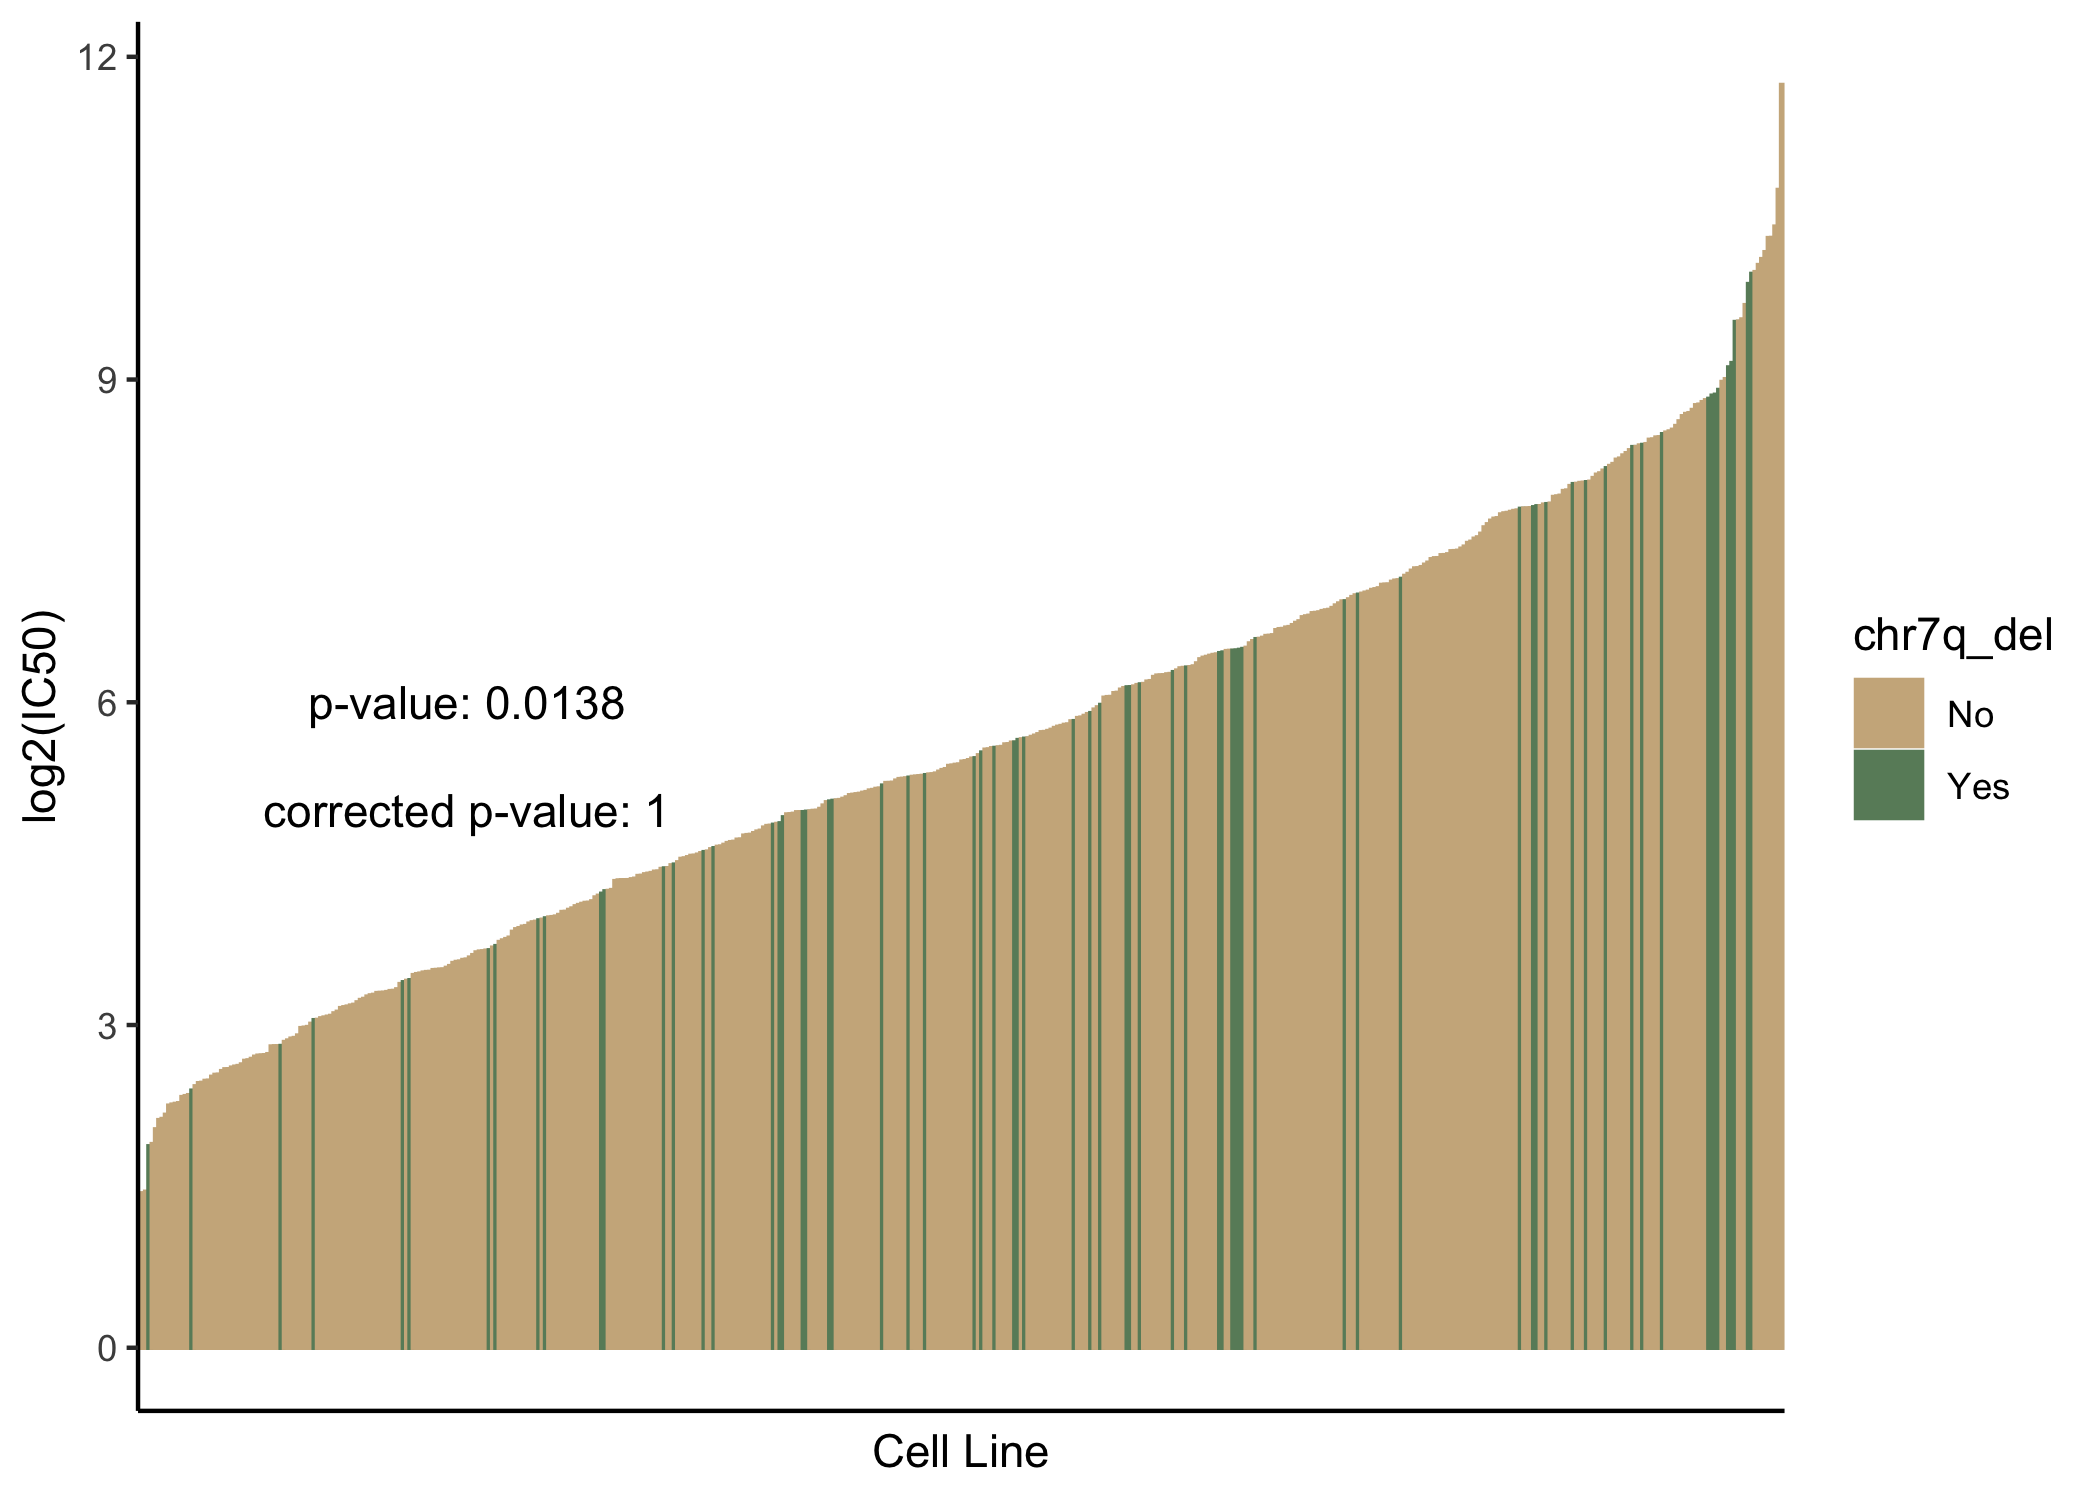 12
9
6
3
0
log2(IC50)
p-value: 0.0138
corrected p-value: 1
Cell Line
chr7q_del
No
Yes